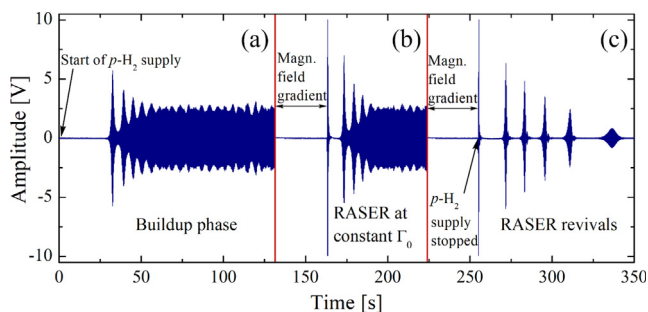 10
5
0
-5
-10
Amplitude [V]
(a)
Start of p-H2 supply
Buildup phase
(b)
Magn.
field
gradient
RASER at
constant Γ0
(c)
Magn.
field
gradient
p-H2
supply
stopped
RASER revivals
0 50 100 150 200 250 300 350
Time [s]